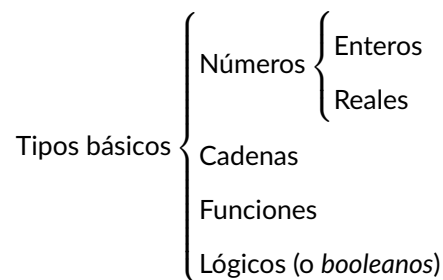 Tipos básicos
Números
Enteros
Reales
Cadenas
Funciones
Lógicos (o booleanos)